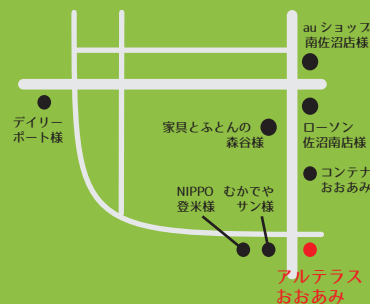 auショップ
南佐沼店様
デイリー
ポート様
家具とふとんの
森谷様
ローソン
佐沼南店様
コンテナ
おおあみ
NIPPO
登米様
むかでや
サン様
アルテラス
おおあみ